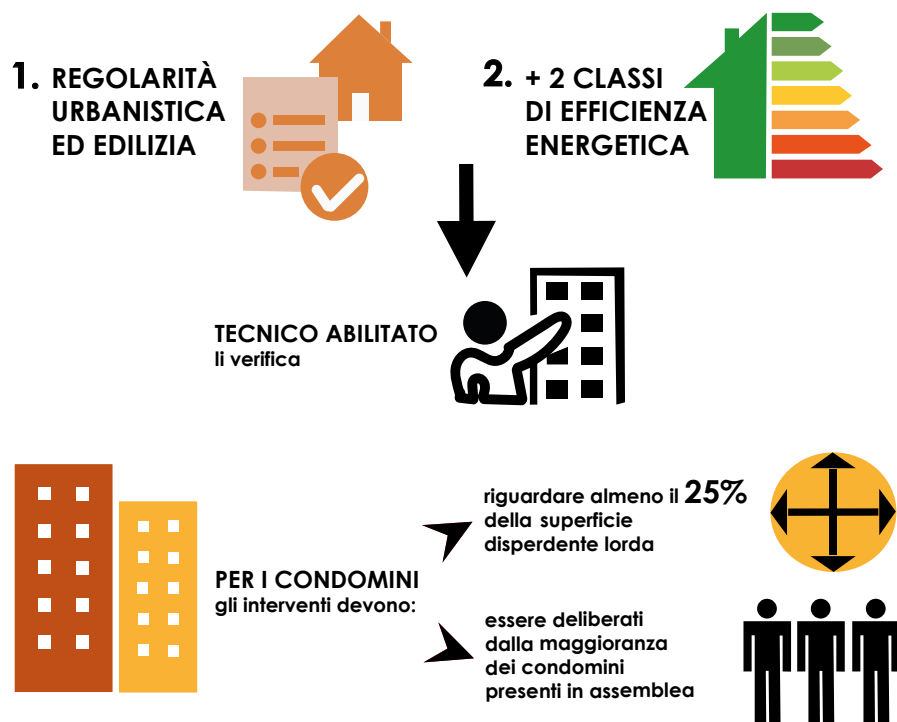 1. REGOLARITÀ
URBANISTICA
ED EDILIZIA
2. + 2 CLASSI
DI EFFICIENZA
ENERGETICA
TECNICO ABILITATO
li verifica
PER I CONDOMINI
gli interventi devono:
riguardare almeno il 25%
della superficie
disperdente lorda
essere deliberati
dalla maggioranza
dei condomini
presenti in assemblea